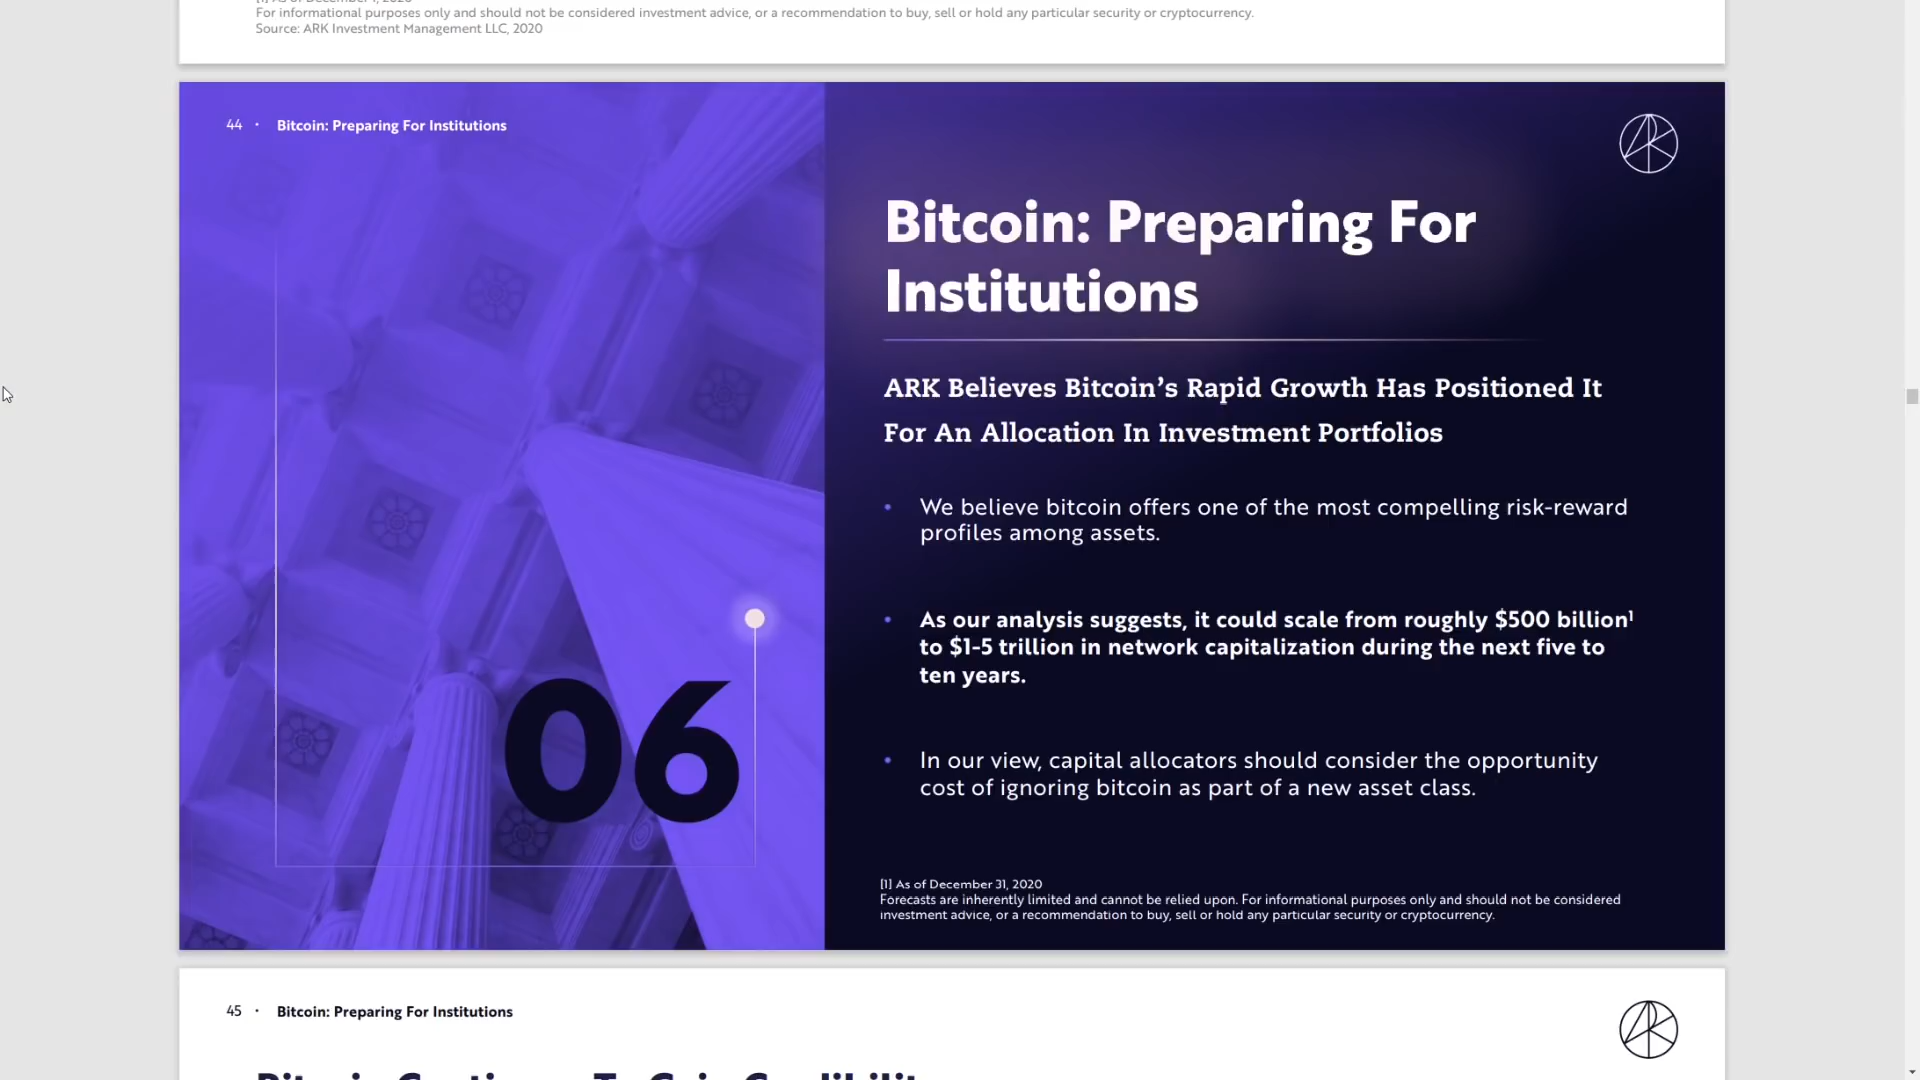 For informational purposes only and should not be considered investment advice, or a recommendation to buy, sell or hold any particular security or cryptocurrency.
Source: ARK Investment Management LLC, 2020
44 • Bitcoin: Preparing For Institutions
Bitcoin: Preparing For
Institutions
ARK Believes Bitcoin’s Rapid Growth Has Positioned It
For An Allocation In Investment Portfolios
• We believe bitcoin offers one of the most compelling risk-reward
profiles among assets.
• As our analysis suggests, it could scale from roughly $500 billion¹
to $1-5 trillion in network capitalization during the next five to
ten years.
• In our view, capital allocators should consider the opportunity
cost of ignoring bitcoin as part of a new asset class.
06
[1] As of December 31, 2020
Forecasts are inherently limited and cannot be relied upon. For informational purposes only and should not be considered
investment advice, or a recommendation to buy, sell or hold any particular security or cryptocurrency.
45 • Bitcoin: Preparing For Institutions